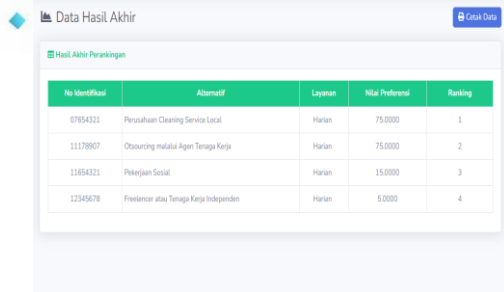 Data Hasil Akhir
Cetak Data
Hasil Akhir Perankingan
No Identifikasi Alternatif Layanan Nilai Preferensi Ranking
07654321 Perusahaan Cleaning Service Local Harian 75.0000 1
11178907 Otsourcing malalui Agen Tenaga Kerja Harian 75.0000 2
11654321 Pekerjaan Sosial Harian 15.0000 3
12345678 Freelencer atau Tenaga Kerja Independen Harian 5.0000 4